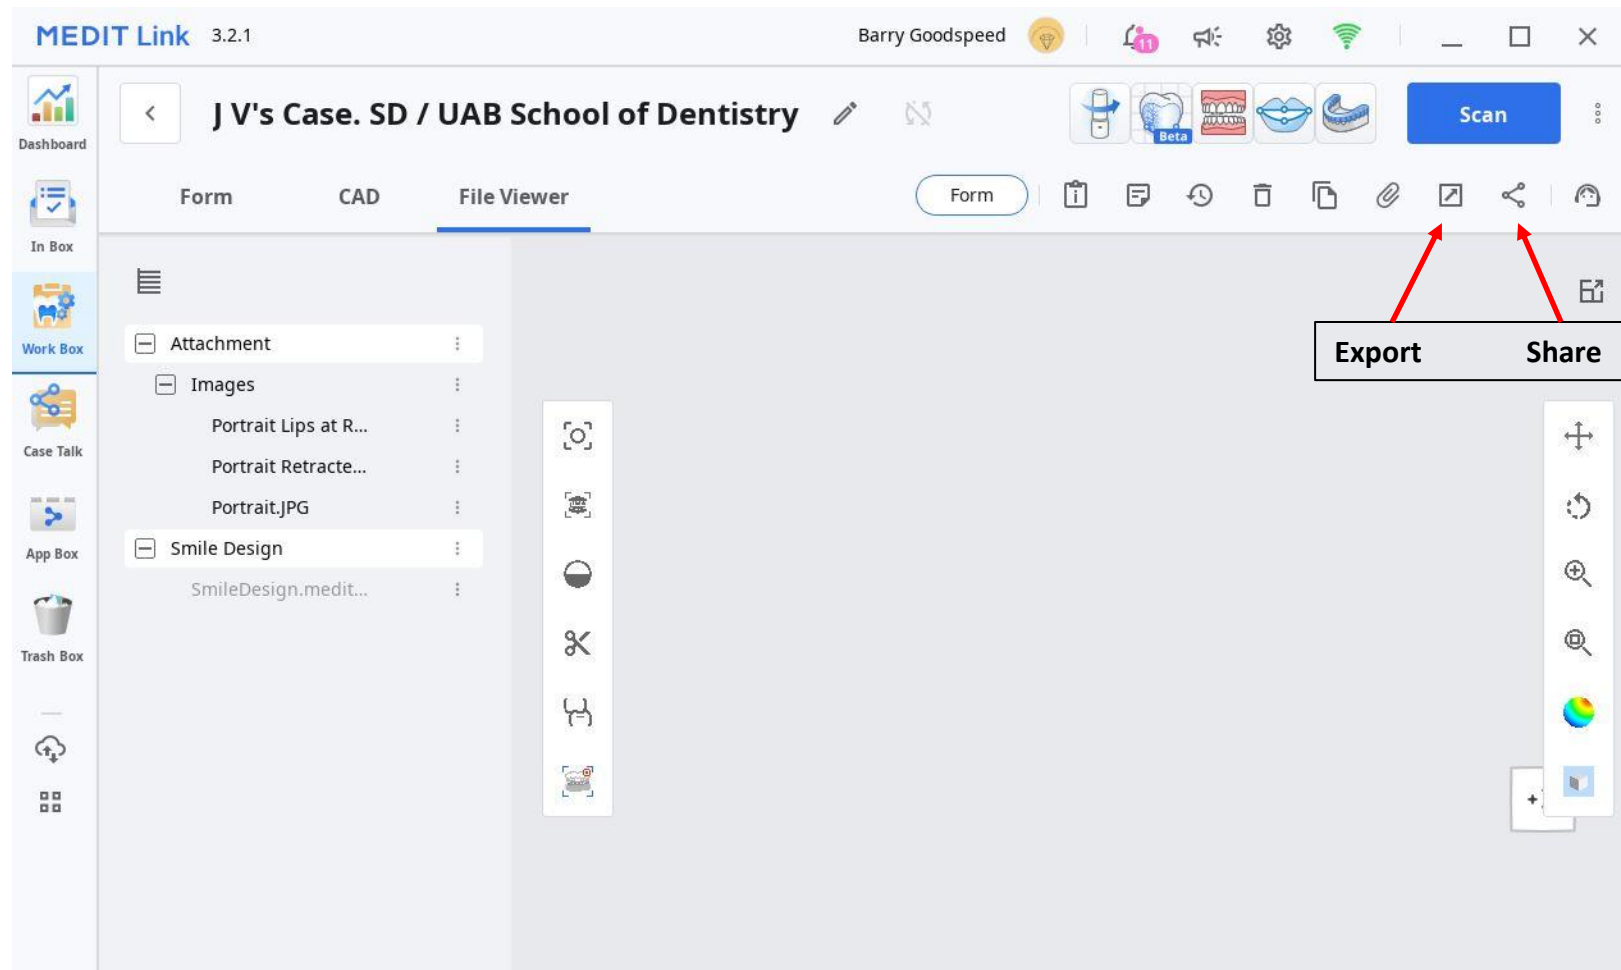 MEDIT Link 3.2.1 Barry Goodspeed 11
Dashboard
J V's Case. SD / UAB School of Dentistry Beta Scan
Form CAD File Viewer Form
In Box
Work Box
Case Talk
App Box
Trash Box
Attachment
Images
Portrait Lips at R...
Portrait Retracte...
Portrait.JPG
Smile Design
SmileDesign.medit...
Export Share